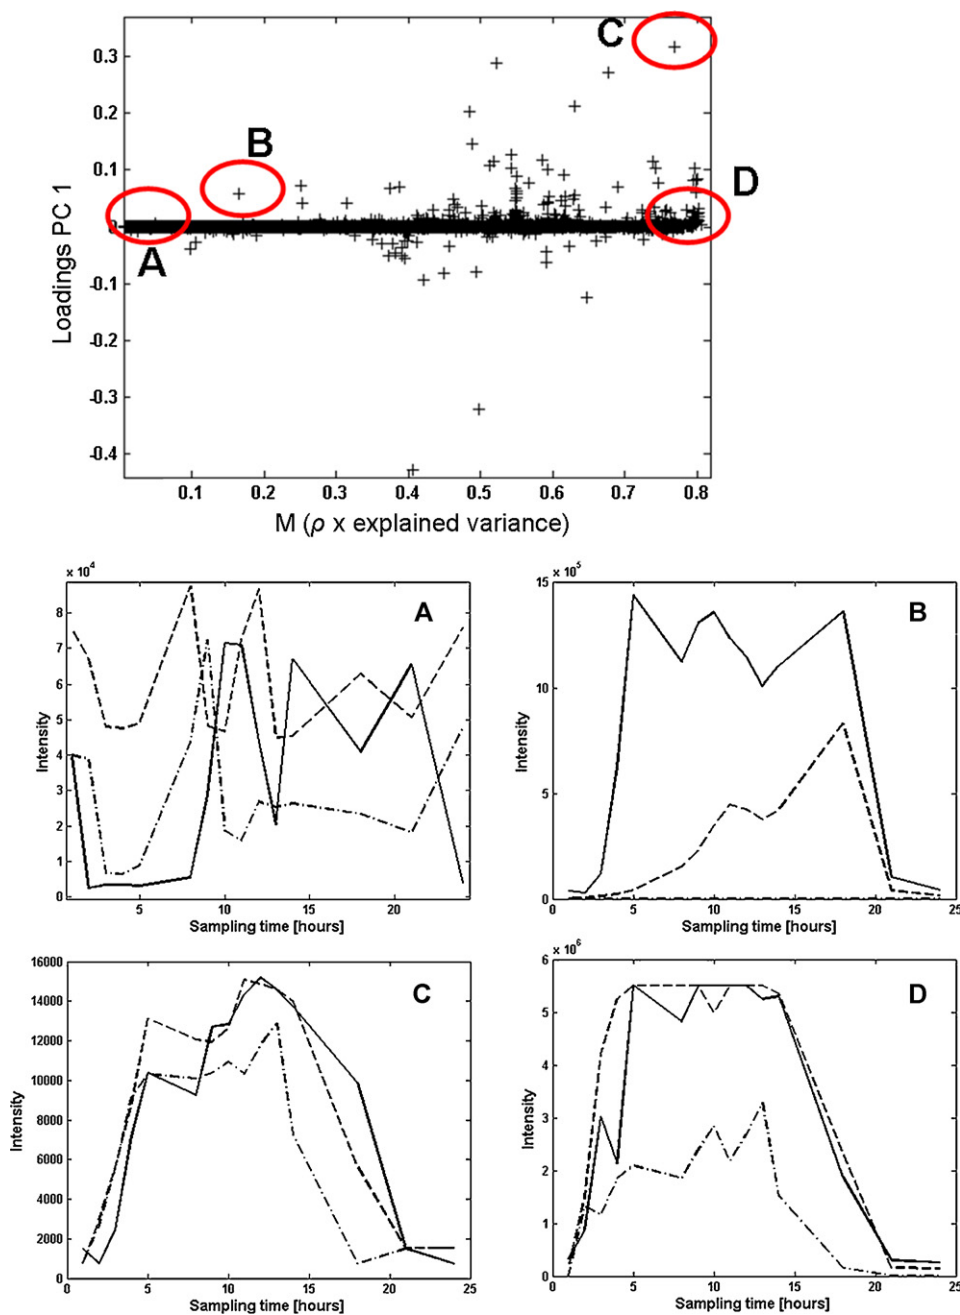 C
0.3
0.2
B
0.1
D
0
A
-0.1
-0.2
-0.3
-0.4
Loadings PC 1
0.1 0.2 0.3 0.4 0.5 0.6 0.7 0.8
M (ρ x explained variance)
x 10⁴
A
8
7
6
5
4
3
2
1
0
Intensity
5 10 15 20
Sampling time [hours]
x 10⁵
B
15
10
5
0
Intensity
0 5 10 15 20 25
Sampling time [hours]
C
16000
14000
12000
10000
8000
6000
4000
2000
0
Intensity
0 5 10 15 20 25
Sampling time [hours]
x 10⁶
D
6
5
4
3
2
1
0
Intensity
0 5 10 15 20 25
Sampling time [hours]